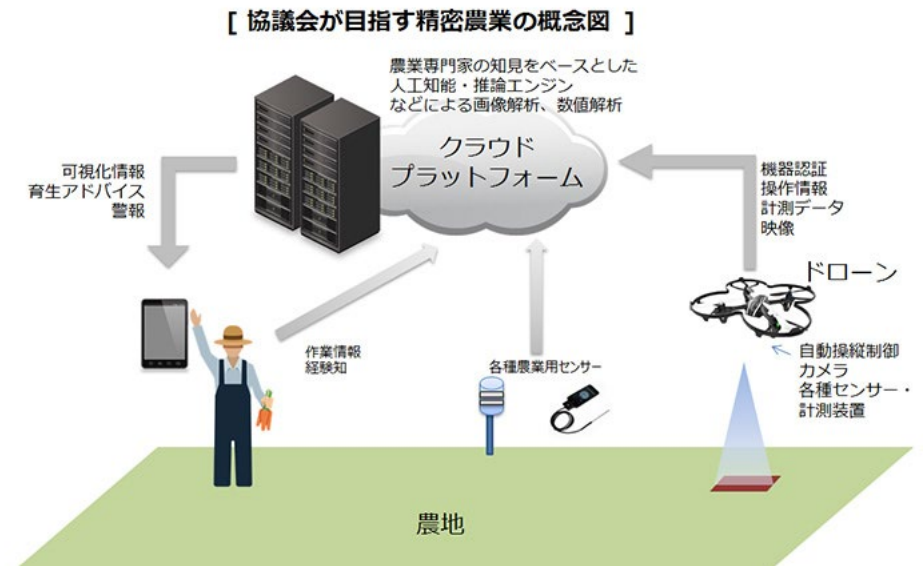 [ 協議会が目指す精密農業の概念図 ]
農業専門家の知見をベースとした
人工知能・推論エンジン
などによる画像解析、数値解析
クラウド
プラットフォーム
可視化情報
育生アドバイス
警報
機器認証
操作情報
計測データ
映像
ドローン
作業情報
経験知
各種農業用センサー
自動操縦制御
カメラ
各種センサー・
計測装置
農地